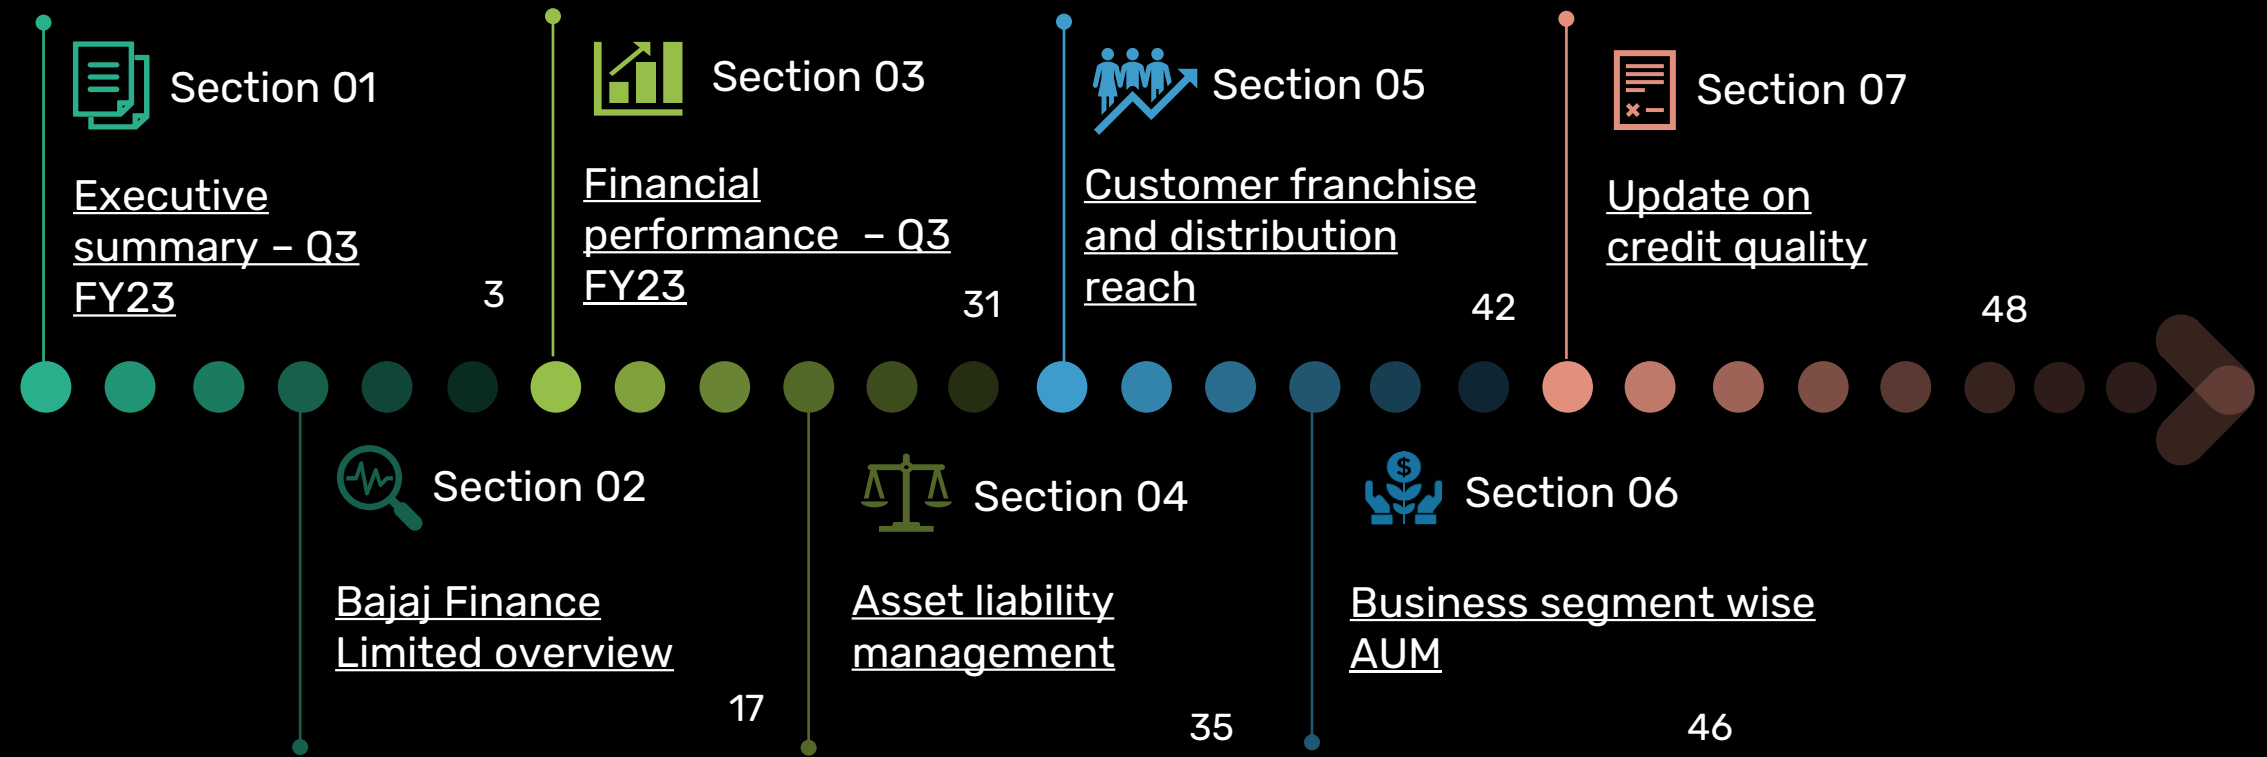 Section 01
Executive
summary – Q3
FY23
3
Section 02
Bajaj Finance
Limited overview
17
Section 03
Financial
performance – Q3
FY23
31
Section 04
Asset liability
management
35
Section 05
Customer franchise
and distribution
reach
42
Section 06
$
Business segment wise
AUM
46
Section 07
Update on
credit quality
48